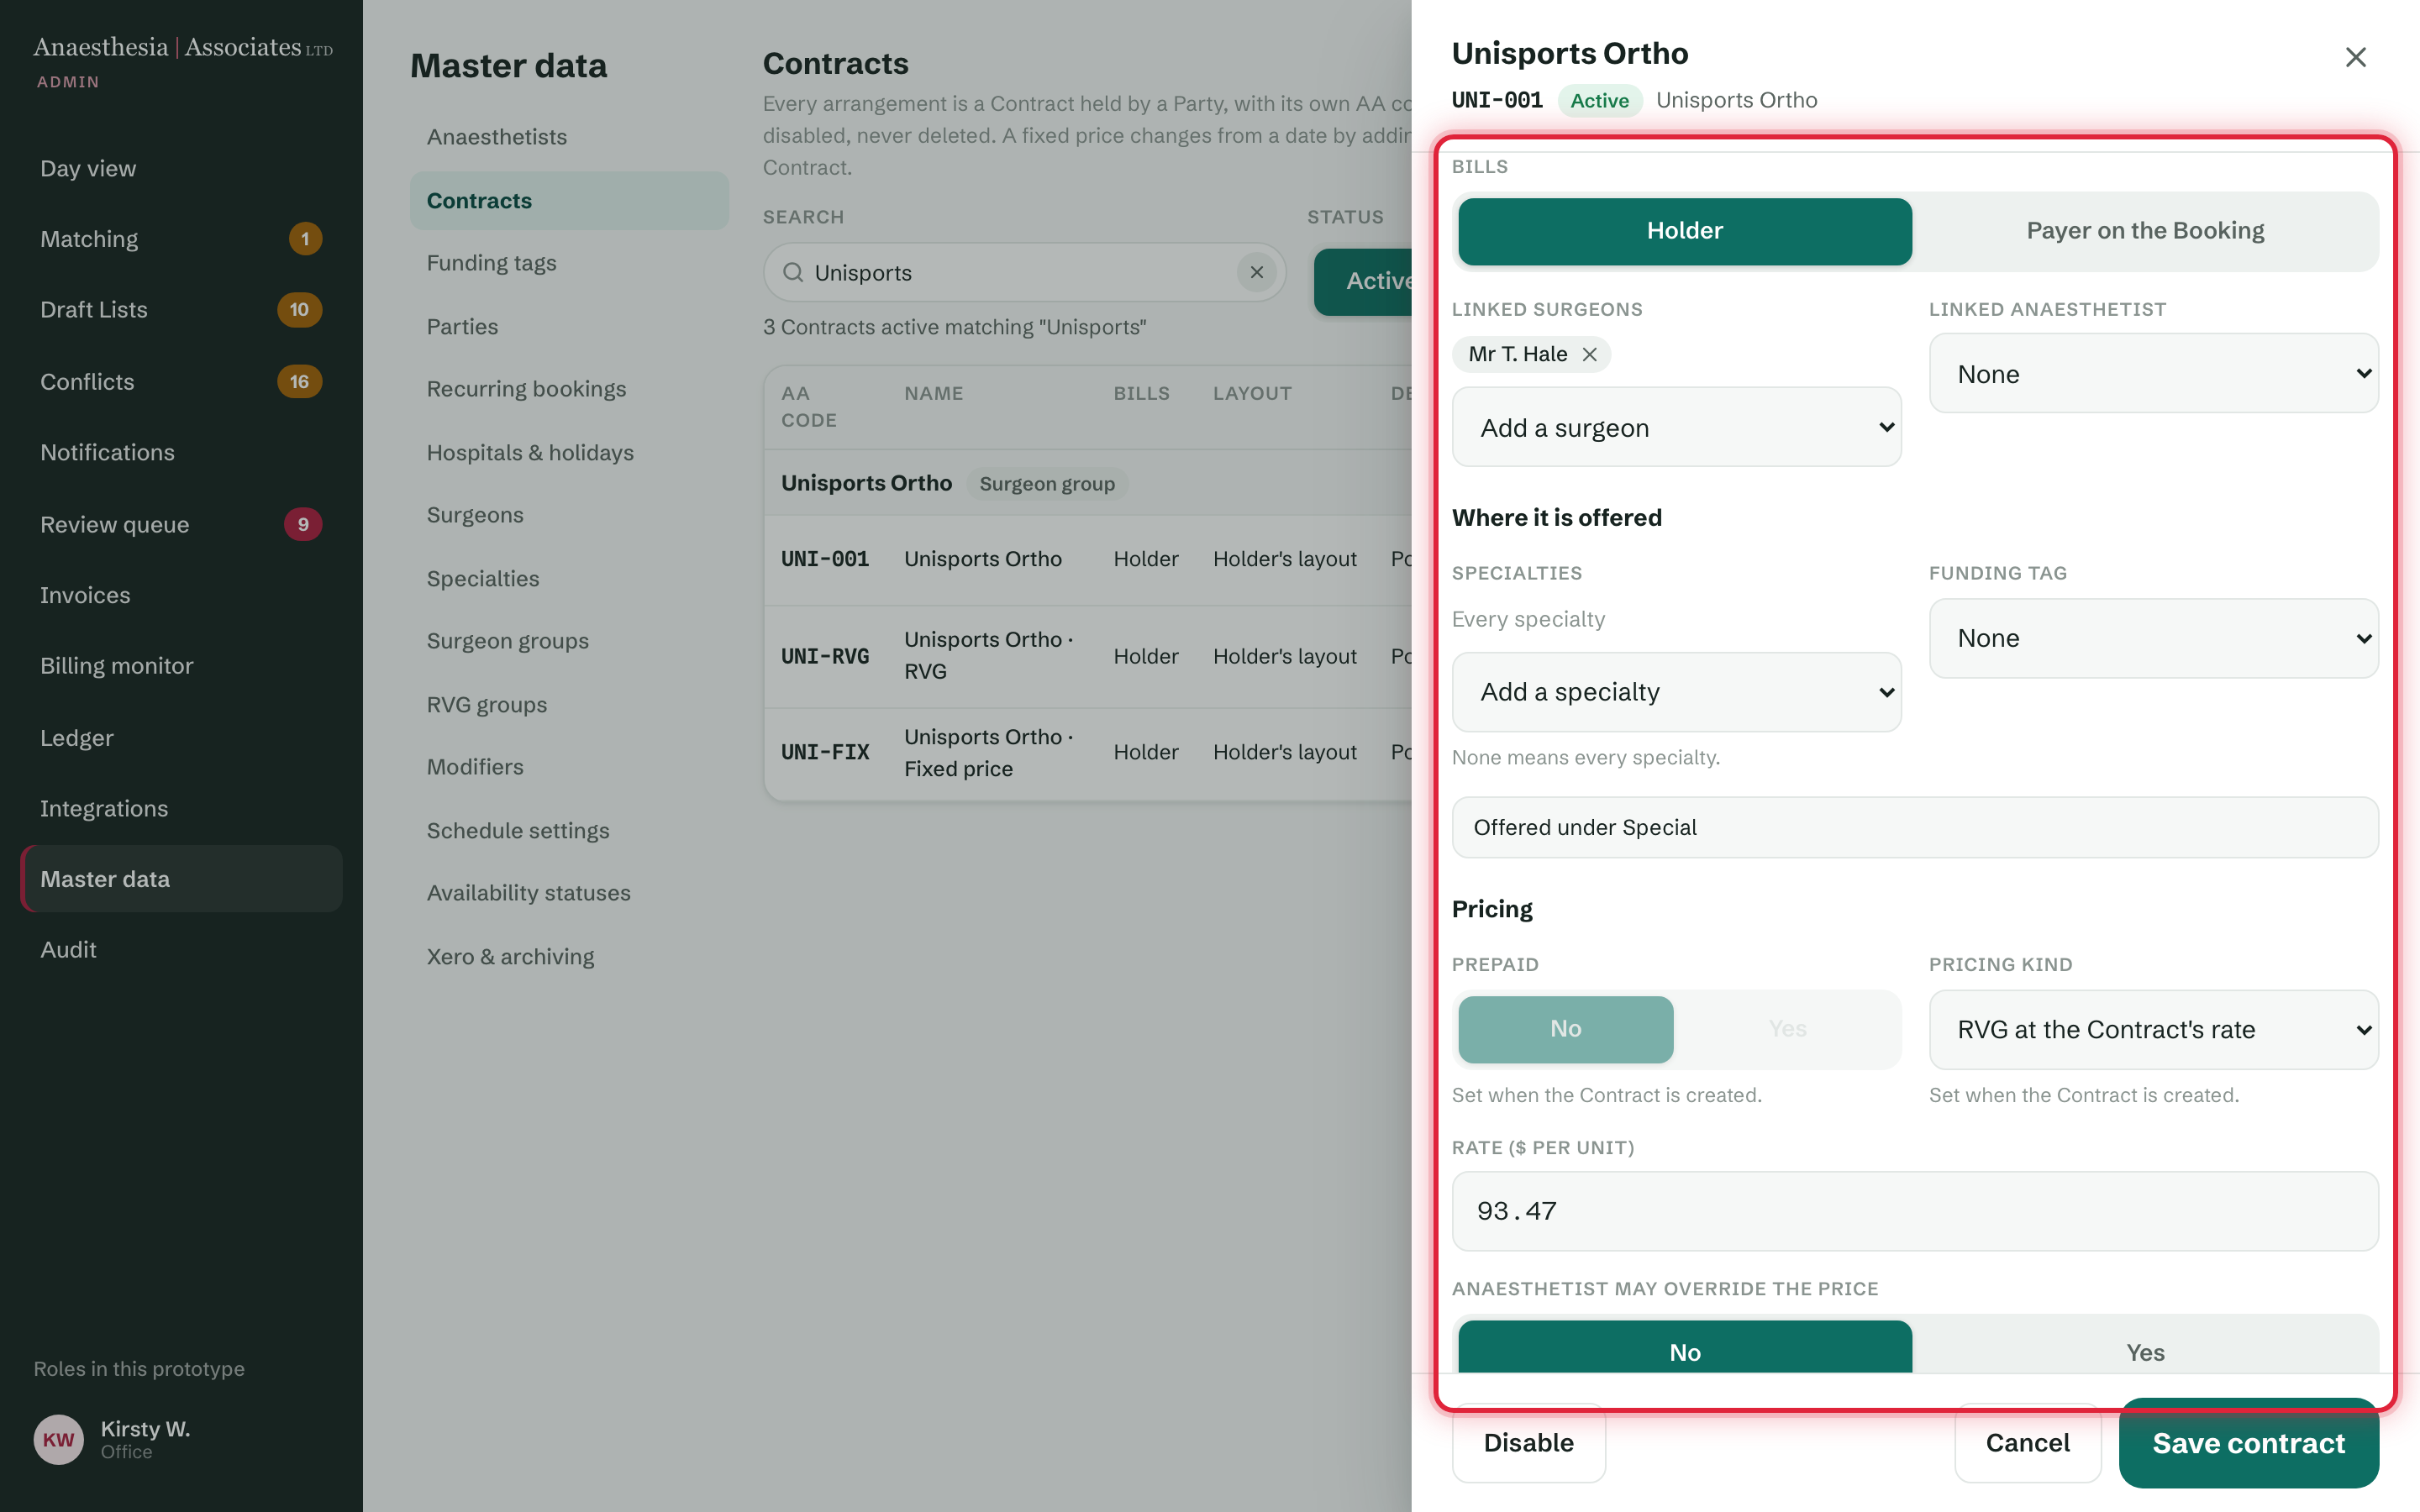 Anaesthesia | Associates LTD
ADMIN
Day view
Matching 1
Draft Lists 10
Conflicts 16
Notifications
Review queue 9
Invoices
Billing monitor
Ledger
Integrations
Master data
Audit
Roles in this prototype
KW Kirsty W.
Office
Master data
Anaesthetists
Contracts
Funding tags
Parties
Recurring bookings
Hospitals & holidays
Surgeons
Specialties
Surgeon groups
RVG groups
Modifiers
Schedule settings
Availability statuses
Xero & archiving
Contracts
Every arrangement is a Contract held by a Party, with its own AA co
disabled, never deleted. A fixed price changes from a date by addin
Contract.
SEARCH STATUS
Unisports Active
3 Contracts active matching "Unisports"
AA CODE NAME BILLS LAYOUT DE
Unisports Ortho Surgeon group
UNI-001 Unisports Ortho Holder Holder's layout Po
UNI-RVG Unisports Ortho · RVG Holder Holder's layout Po
UNI-FIX Unisports Ortho · Fixed price Holder Holder's layout Po
Unisports Ortho
UNI-001 Active Unisports Ortho
BILLS
Holder Payer on the Booking
LINKED SURGEONS LINKED ANAESTHETIST
Mr T. Hale
Add a surgeon None
Where it is offered
SPECIALTIES FUNDING TAG
Every specialty
Add a specialty None
None means every specialty.
Offered under Special
Pricing
PREPAID PRICING KIND
No Yes RVG at the Contract's rate
Set when the Contract is created. Set when the Contract is created.
RATE ($ PER UNIT)
93.47
ANAESTHETIST MAY OVERRIDE THE PRICE
No Yes
Disable Cancel Save contract